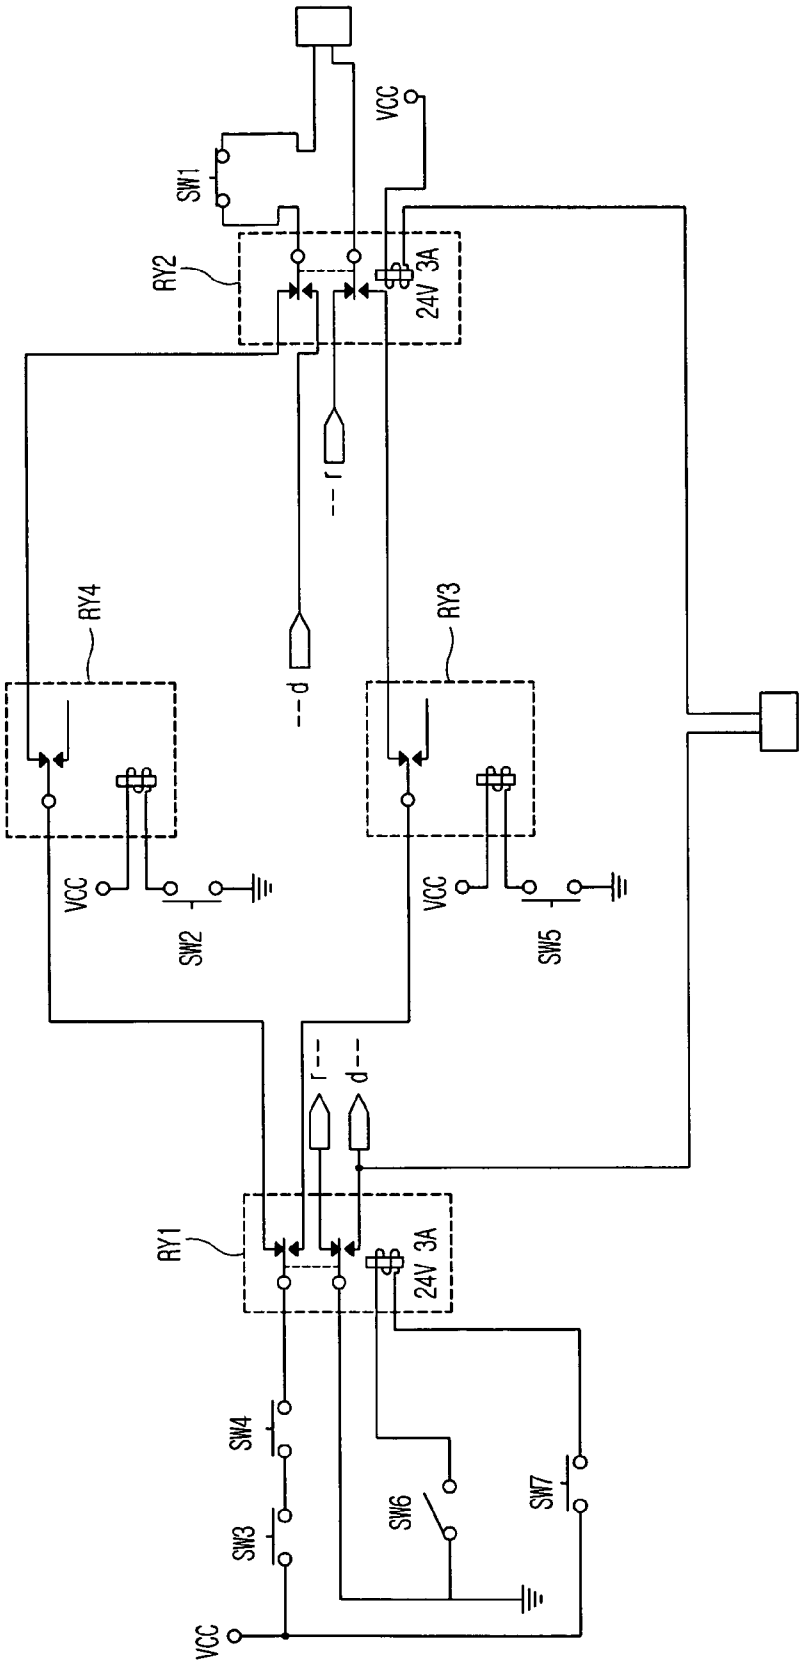 VCC
SW1
RY2
24V 3A
--- r
--- d
RY4
RY3
VCC
SW2
VCC
SW5
r ---
d ---
RY1
24V 3A
SW4
SW3
SW6
SW7
VCC